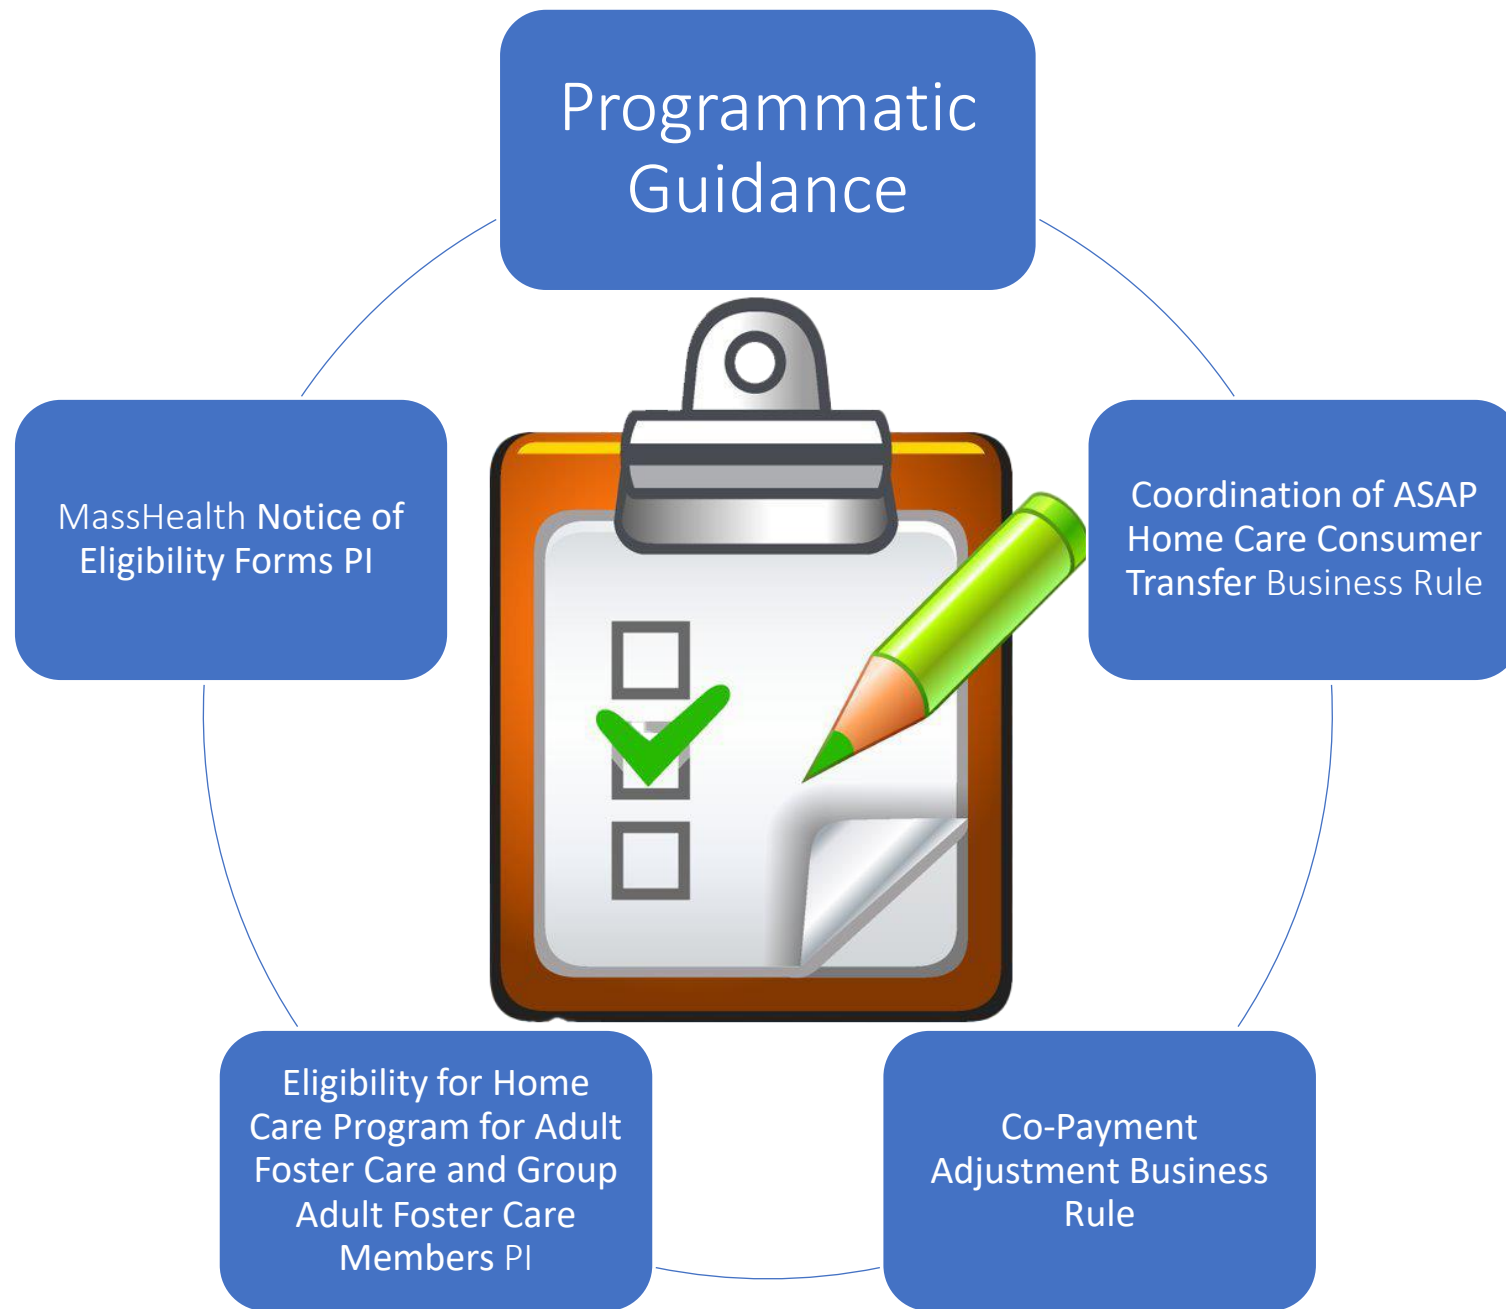 Programmatic
Guidance
MassHealth Notice of
Eligibility Forms PI
Coordination of ASAP
Home Care Consumer
Transfer Business Rule
Eligibility for Home
Care Program for Adult
Foster Care and Group
Adult Foster Care
Members PI
Co-Payment
Adjustment Business
Rule